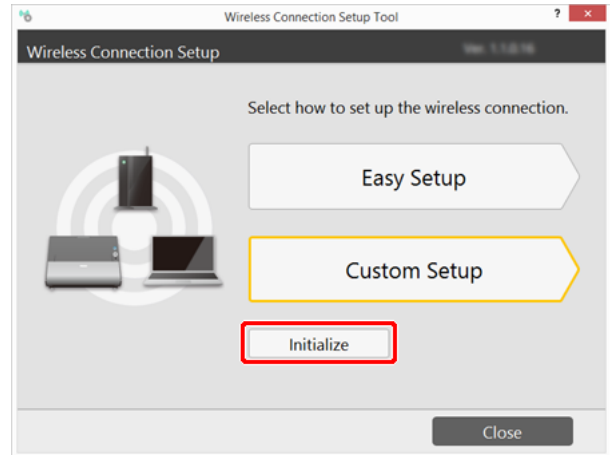 Wireless Connection Setup Tool
?
Wireless Connection Setup
Select how to set up the wireless connection.
Easy Setup
Custom Setup
Initialize
Close